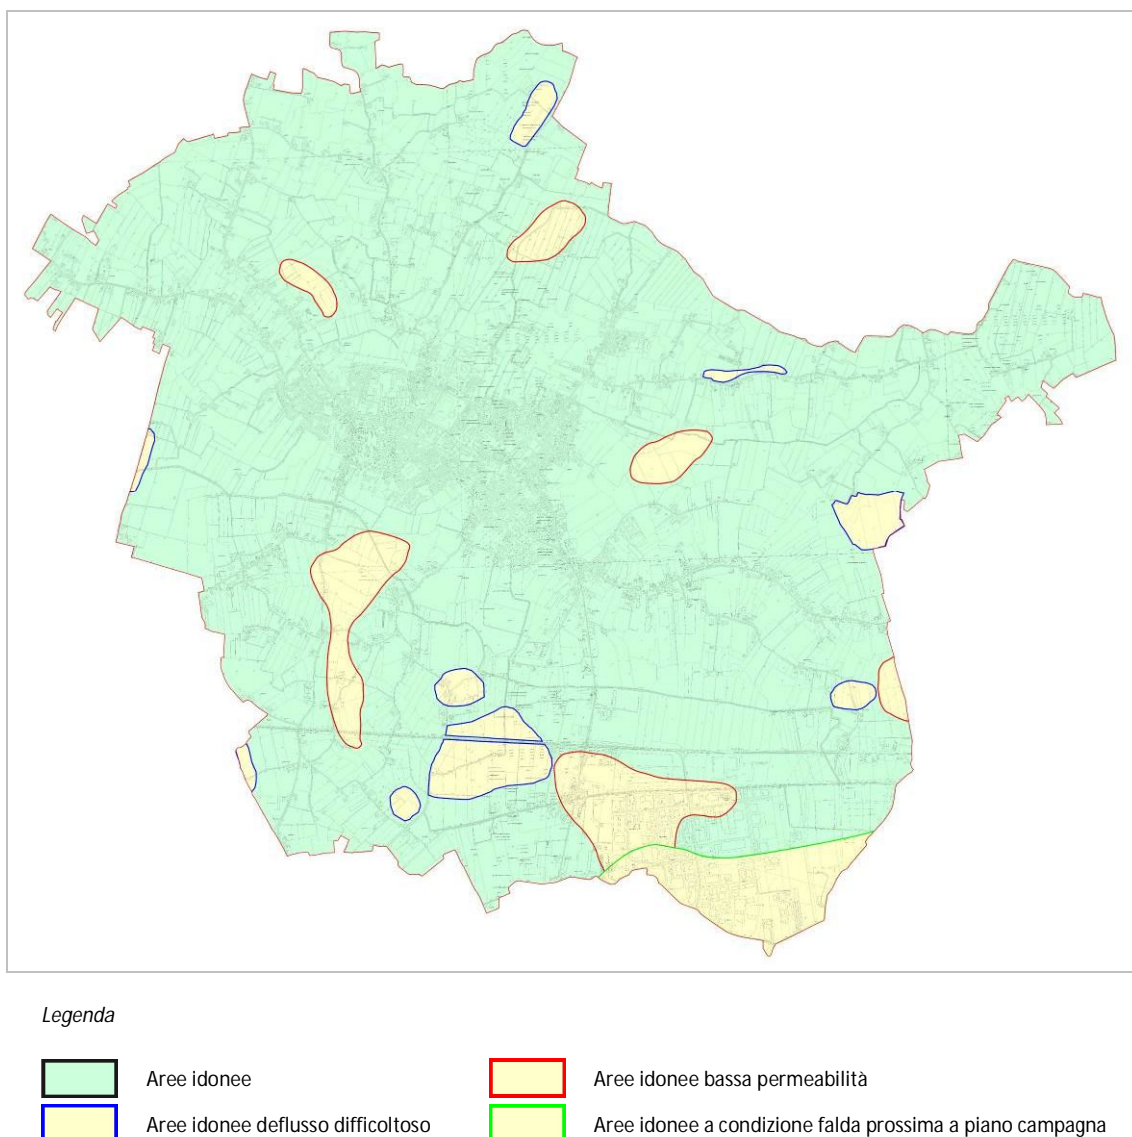 Legenda
Aree idonee
Aree idonee bassa permeabilità
Aree idonee deflusso difficoltoso
Aree idonee a condizione falda prossima a piano campagna